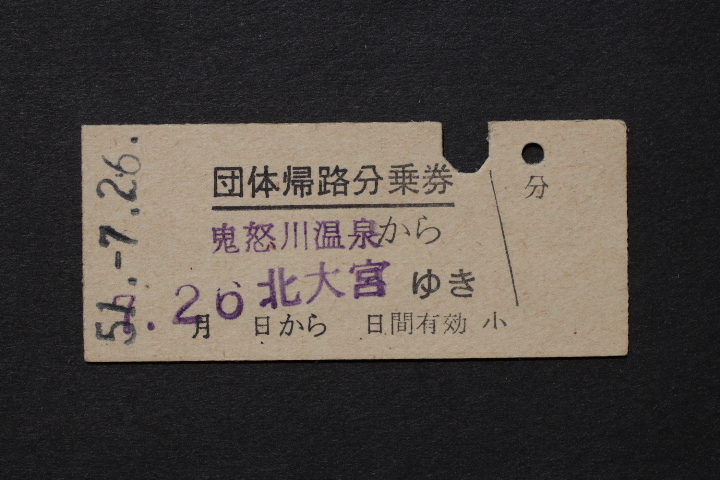 51.-7.26.
団体帰路分乗券
鬼怒川温泉から
北大宮ゆき
.26
月 日から 日間有効 小
分